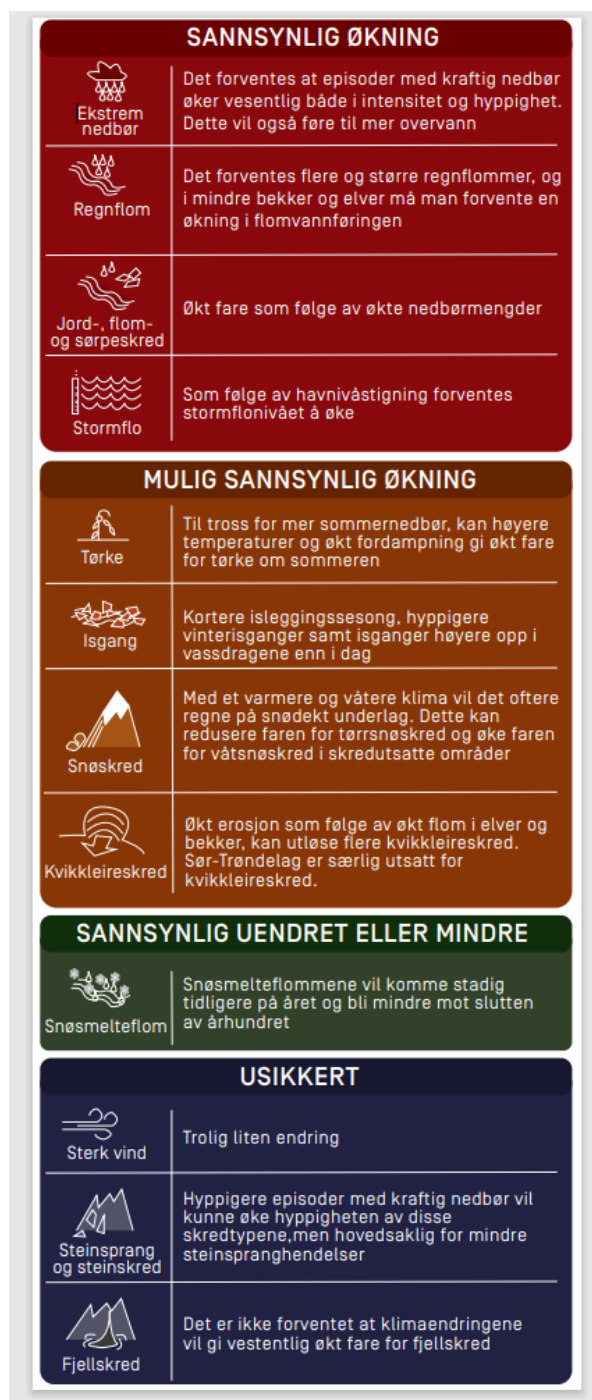 SANNSYNLIG ØKNING
Ekstrem
nedbør
Det forventes at episoder med kraftig nedbør
øker vesentlig både i intensitet og hyppighet.
Dette vil også føre til mer overvann
Regnflom
Det forventes flere og større regnflommer, og
i mindre bekker og elver må man forvente en
økning i flomvannføringen
Jord-, flom-
og sørpeskred
Økt fare som følge av økte nedbørmengder
Stormflo
Som følge av havnivåstigning forventes
stormflonivået å øke
MULIG SANNSYNLIG ØKNING
Tørke
Til tross for mer sommernedbør, kan høyere
temperaturer og økt fordampning gi økt fare
for tørke om sommeren
Isgang
Kortere isleggingssesong, hyppigere
vinterisganger samt isganger høyere opp i
vassdragene enn i dag
Snøskred
Med et varmere og våtere klima vil det oftere
regne på snødekt underlag. Dette kan
redusere faren for tørrsnøskred og øke faren
for våtsnøskred i skredutsatte områder
Kvikkleireskred
Økt erosjon som følge av økt flom i elver og
bekker, kan utløse flere kvikkleireskred.
Sør-Trøndelag er særlig utsatt for
kvikkleireskred.
SANNSYNLIG UENDRET ELLER MINDRE
Snøsmelteflom
Snøsmelteflommene vil komme stadig
tidligere på året og bli mindre mot slutten
av århundret
USIKKERT
Sterk vind
Trolig liten endring
Steinsprang
og steinskred
Hyppigere episoder med kraftig nedbør vil
kunne øke hyppigheten av disse
skredtypene,men hovedsaklig for mindre
steinspranghendelser
Fjellskred
Det er ikke forventet at klimaendringene
vil gi vestentlig økt fare for fjellskred